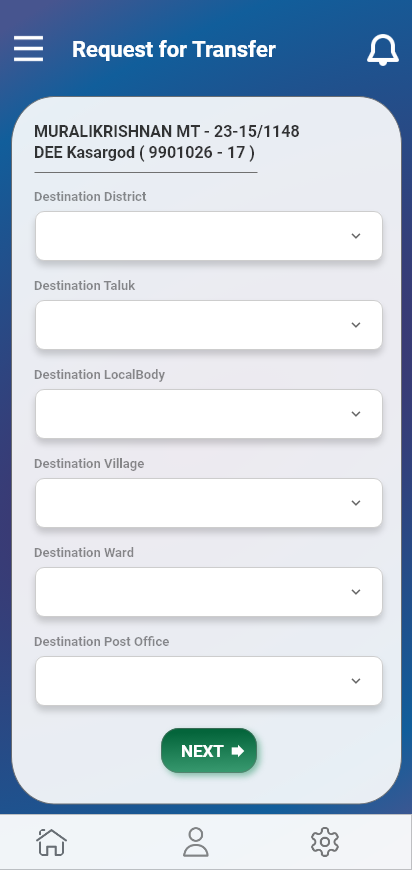 Request for Transfer
MURALIKRISHNAN MT - 23-15/1148
DEE Kasargod ( 9901026 - 17 )
Destination District
Destination Taluk
Destination LocalBody
Destination Village
Destination Ward
Destination Post Office
NEXT